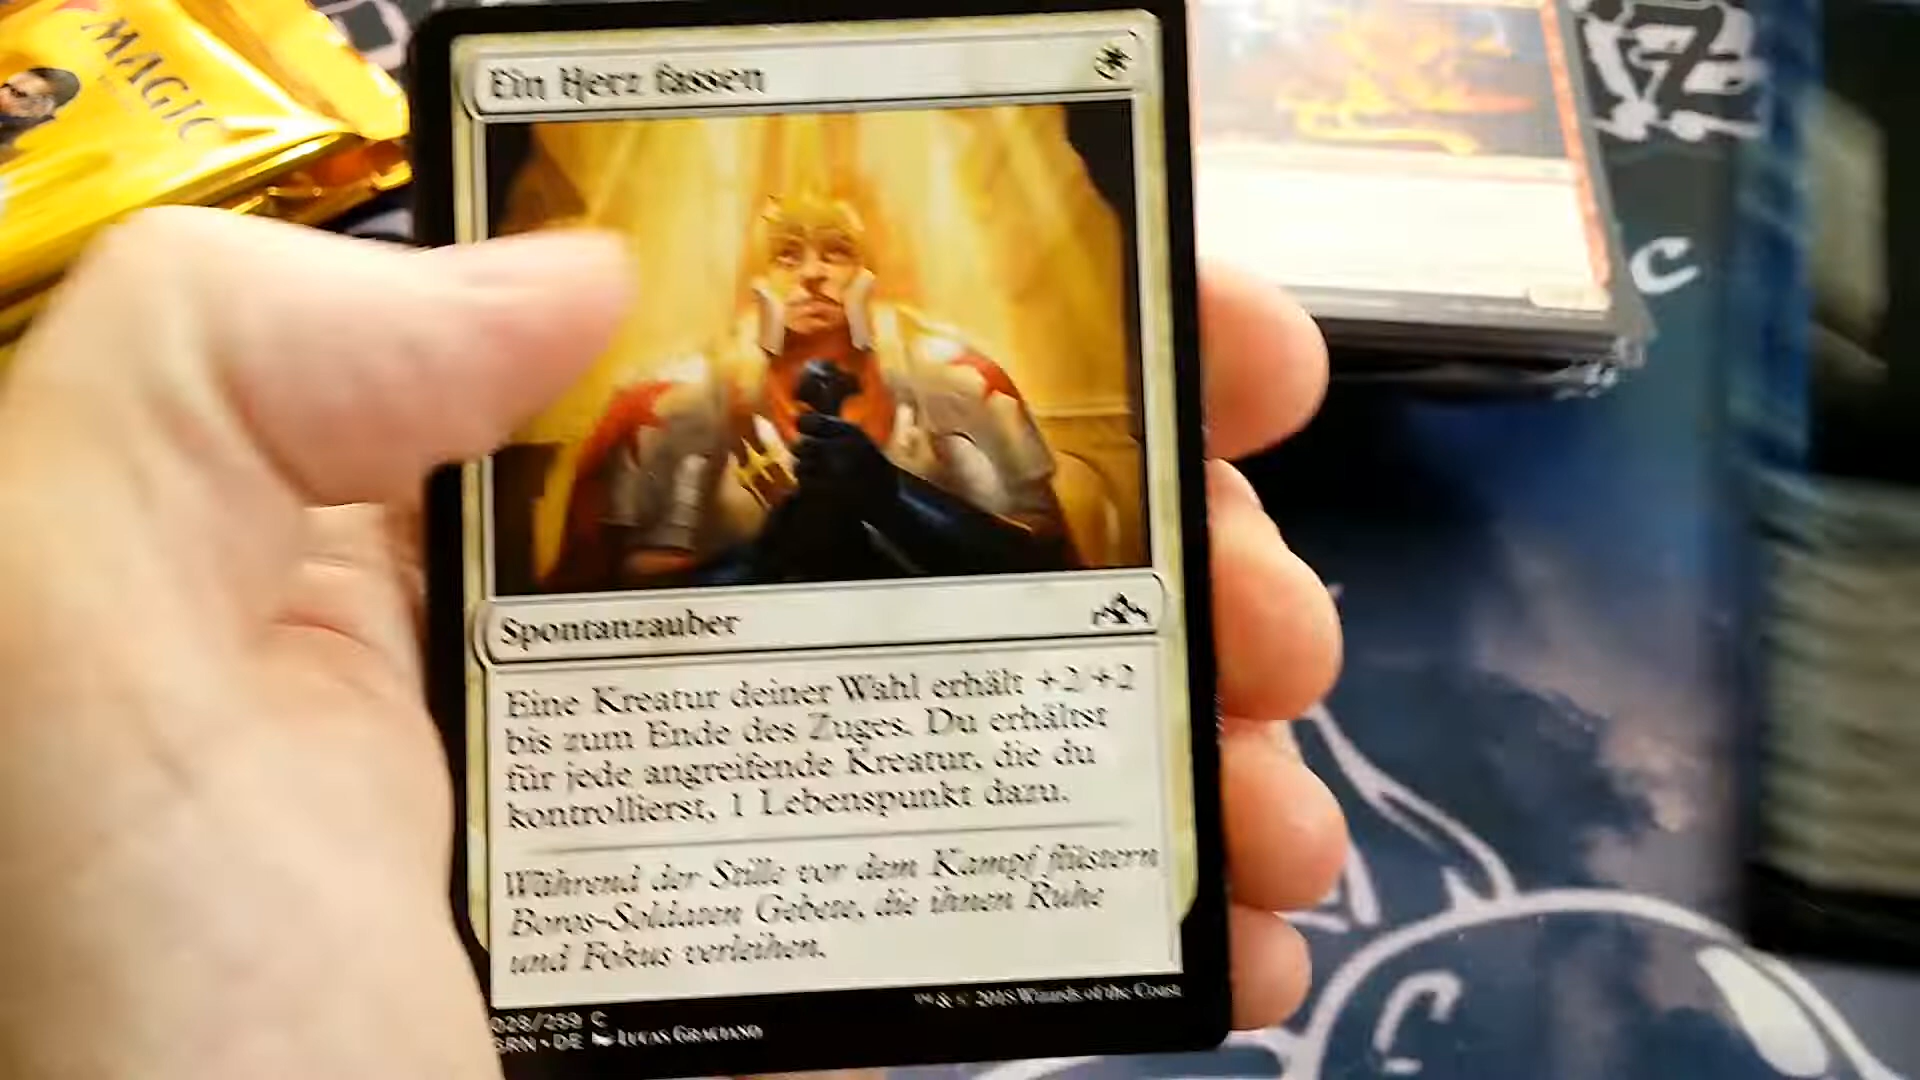 MAGIC
Ein Herz fassen
Spontanzauber
Eine Kreatur deiner Wahl erhält +2/+2
bis zum Ende des Zuges. Du erhältst
für jede angreifende Kreatur, die du
kontrollierst, 1 Lebenspunkt dazu.
Während der Stille vor dem Kampf flüstern
Boros-Soldaten Gebete, die ihnen Ruhe
und Fokus verleihen.
™ & © 2018 Wizards of the Coast
028/259 C
GRN • DE LUCAS GRACIANO